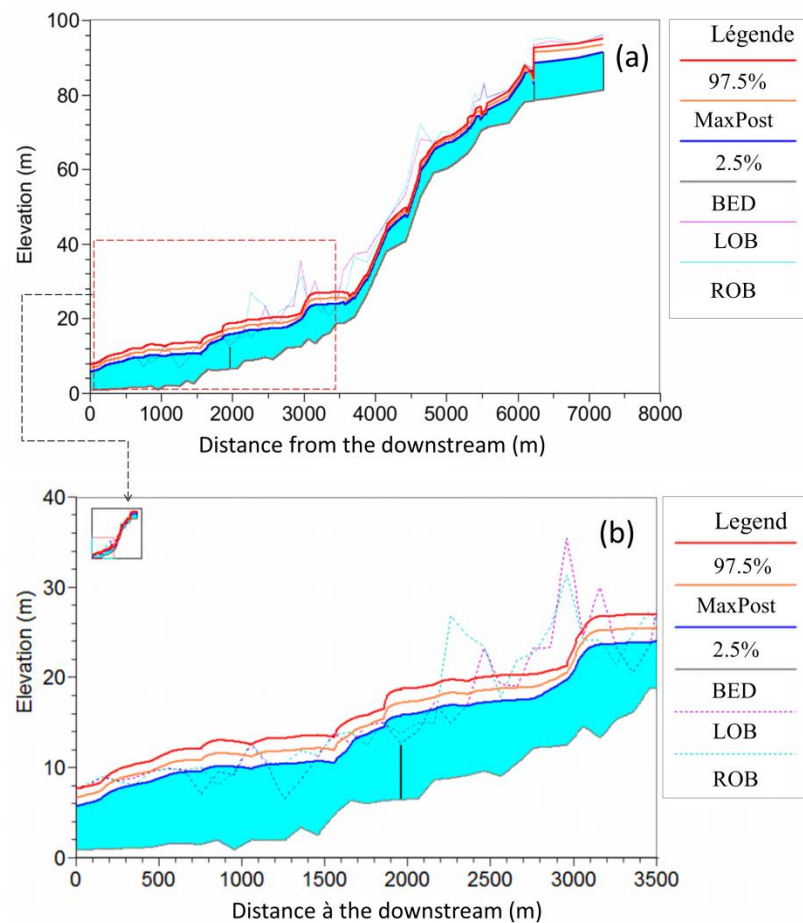 (a)
Elevation (m)
100
80
60
40
20
0
0 1000 2000 3000 4000 5000 6000 7000 8000
Distance from the downstream (m)
Légende
97.5%
MaxPost
2.5%
BED
LOB
ROB
(b)
Elevation (m)
40
30
20
10
0
0 500 1000 1500 2000 2500 3000 3500
Distance à the downstream (m)
Legend
97.5%
MaxPost
2.5%
BED
LOB
ROB